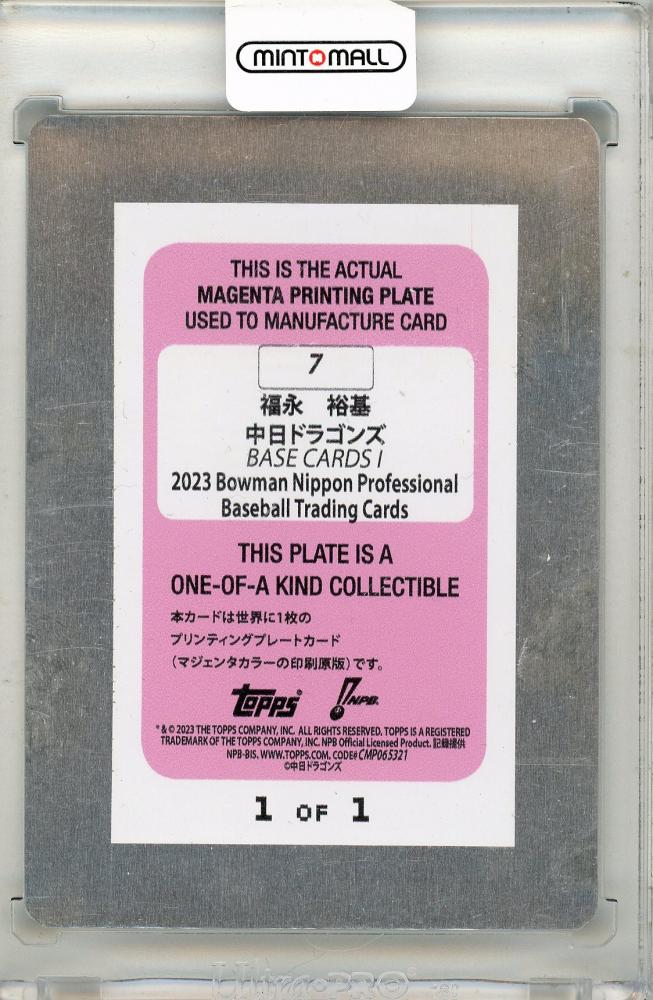 MINTMALL
THIS IS THE ACTUAL
MAGENTA PRINTING PLATE
USED TO MANUFACTURE CARD
7
福永　裕基
中日ドラゴンズ
BASE CARDS I
2023 Bowman Nippon Professional
Baseball Trading Cards
THIS PLATE IS A
ONE-OF-A KIND COLLECTIBLE
本カードは世界に1枚の
プリンティングプレートカード
（マジェンタカラーの印刷原版）です。
topps NPB
® & © 2023 THE TOPPS COMPANY, INC. ALL RIGHTS RESERVED. TOPPS IS A REGISTERED
TRADEMARK OF THE TOPPS COMPANY, INC. NPB Official Licensed Product. 記録提供
NPB-BIS. WWW.TOPPS.COM. CODE# CMP065321
©中日ドラゴンズ
1 OF 1
Ultra PRO®